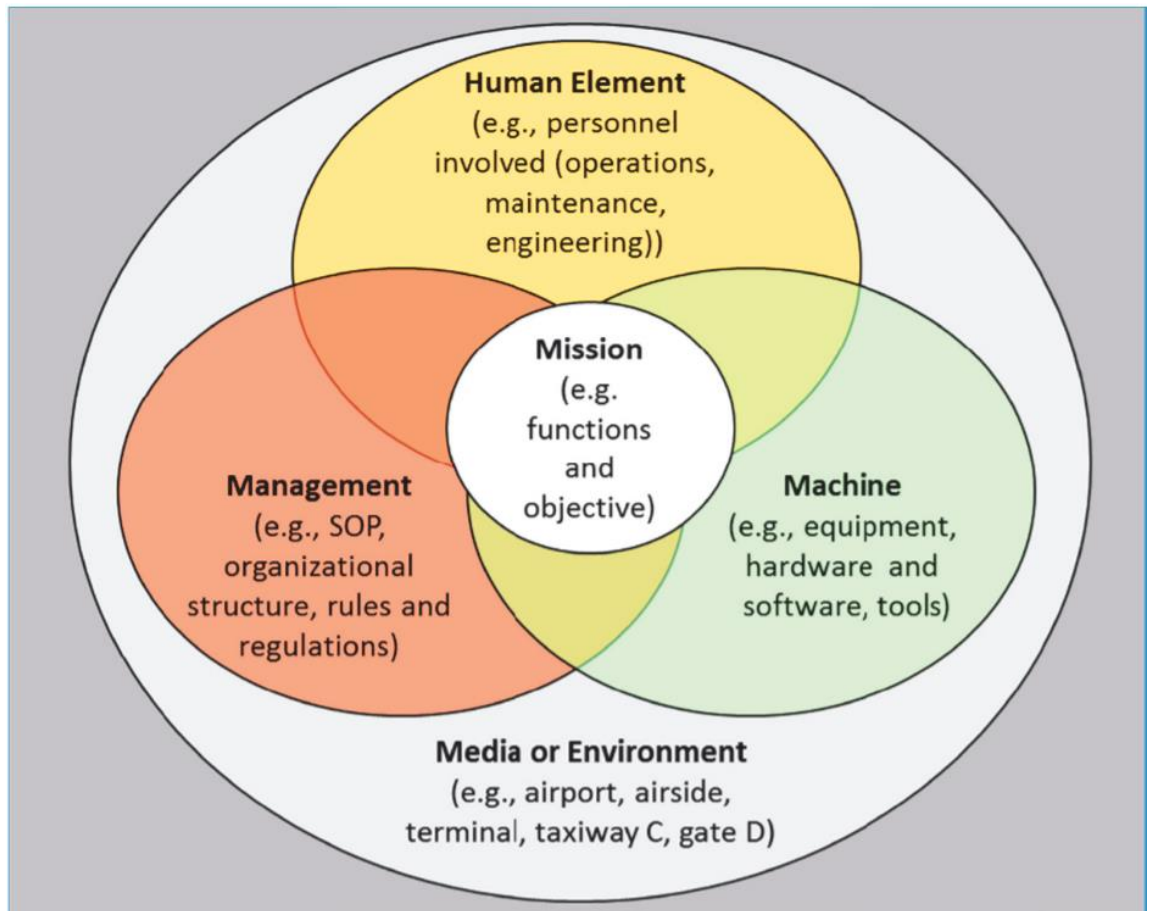 Human Element
(e.g., personnel
involved (operations,
maintenance,
engineering))
Mission
(e.g.
functions
and
objective)
Management
(e.g., SOP,
organizational
structure, rules and
regulations)
Machine
(e.g., equipment,
hardware and
software, tools)
Media or Environment
(e.g., airport, airside,
terminal, taxiway C, gate D)